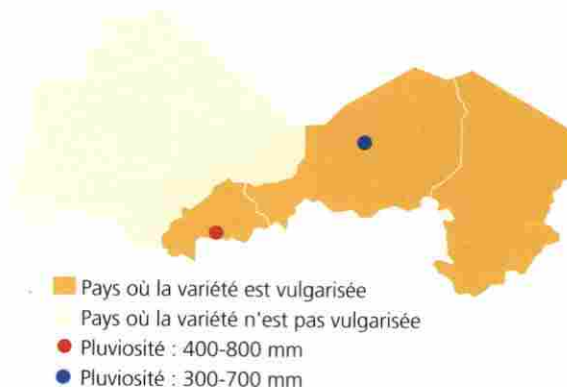 Pays où la variété est vulgarisée
Pays où la variété n'est pas vulgarisée
Pluviosité : 400-800 mm
Pluviosité : 300-700 mm